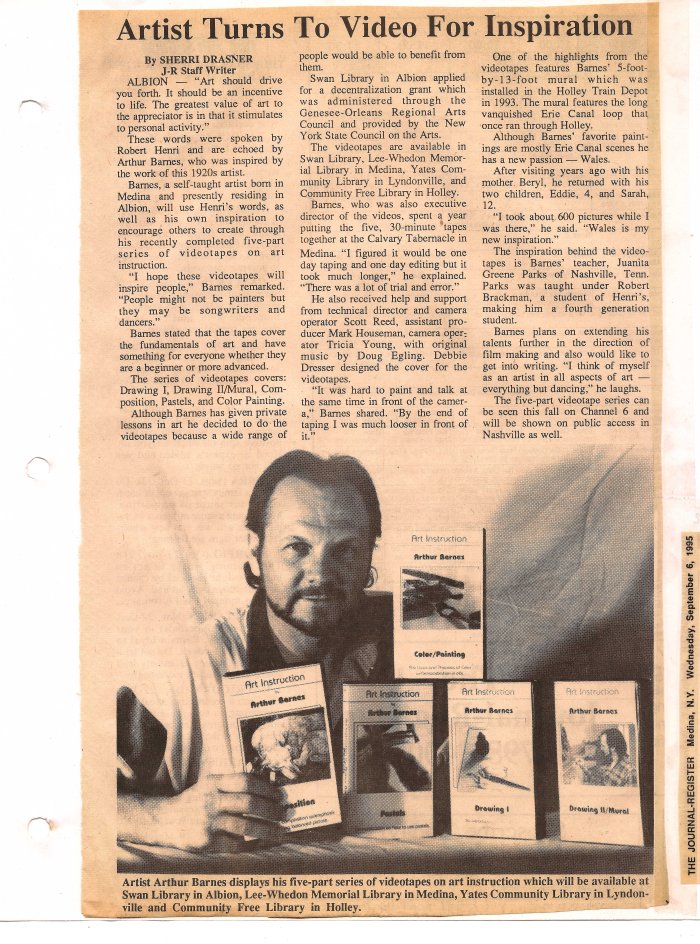 Artist Turns To Video For Inspiration
By SHERRI DRASNER
J-R Staff Writer
ALBION — “Art should drive
you forth. It should be an incentive
to life. The greatest value of art to
the appreciator is in that it stimulates
to personal activity.”
These words were spoken by
Robert Henri and are echoed by
Arthur Barnes, who was inspired by
the work of this 1920s artist.
Barnes, a self-taught artist born in
Medina and presently residing in
Albion, will use Henri's words, as
well as his own inspiration to
encourage others to create through
his recently completed five-part
series of videotapes on art
instruction.
“I hope these videotapes will
inspire people,” Barnes remarked.
“People might not be painters but
they may be songwriters and
dancers.”
Barnes stated that the tapes cover
the fundamentals of art and have
something for everyone whether they
are a beginner or more advanced.
The series of videotapes covers:
Drawing I, Drawing II/Mural, Com-
position, Pastels, and Color Painting.
Although Barnes has given private
lessons in art he decided to do the
videotapes because a wide range of
people would be able to benefit from
them.
Swan Library in Albion applied
for a decentralization grant which
was administered through the
Genesee-Orleans Regional Arts
Council and provided by the New
York State Council on the Arts.
The videotapes are available in
Swan Library, Lee-Whedon Memor-
ial Library in Medina, Yates Com-
munity Library in Lyndonville, and
Community Free Library in Holley.
Barnes, who was also executive
director of the videos, spent a year
putting the five, 30-minute tapes
together at the Calvary Tabernacle in
Medina. “I figured it would be one
day taping and one day editing but it
took much longer,” he explained.
“There was a lot of trial and error.”
He also received help and support
from technical director and camera
operator Scott Reed, assistant pro-
ducer Mark Houseman, camera oper-
ator Tricia Young, with original
music by Doug Egling. Debbie
Dresser designed the cover for the
videotapes.
“It was hard to paint and talk at
the same time in front of the camer-
a,” Barnes shared. “By the end of
taping I was much looser in front of
it.”
One of the highlights from the
videotapes features Barnes' 5-foot-
by-13-foot mural which was
installed in the Holley Train Depot
in 1993. The mural features the long
vanquished Erie Canal loop that
once ran through Holley.
Although Barnes' favorite paint-
ings are mostly Erie Canal scenes he
has a new passion — Wales.
After visiting years ago with his
mother Beryl, he returned with his
two children, Eddie, 4, and Sarah,
12.
“I took about 600 pictures while I
was there,” he said. “Wales is my
new inspiration.”
The inspiration behind the video-
tapes is Barnes' teacher, Juanita
Greene Parks of Nashville, Tenn.
Parks was taught under Robert
Brackman, a student of Henri's,
making him a fourth generation
student.
Barnes plans on extending his
talents further in the direction of
film making and also would like to
get into writing. “I think of myself
as an artist in all aspects of art —
everything but dancing,” he laughs.
The five-part videotape series can
be seen this fall on Channel 6 and
will be shown on public access in
Nashville as well.
Art Instruction
Arthur Barnes
Color/Painting
Art Instruction
by
Arthur Barnes
position
Art Instruction
by
Arthur Barnes
Pastels
Art Instruction
Arthur Barnes
Drawing I
Art Instruction
Arthur Barnes
Drawing II/Mural
Artist Arthur Barnes displays his five-part series of videotapes on art instruction which will be available at
Swan Library in Albion, Lee-Whedon Memorial Library in Medina, Yates Community Library in Lyndon-
ville and Community Free Library in Holley.
THE JOURNAL-REGISTER Medina, N.Y. Wednesday, September 6, 1995